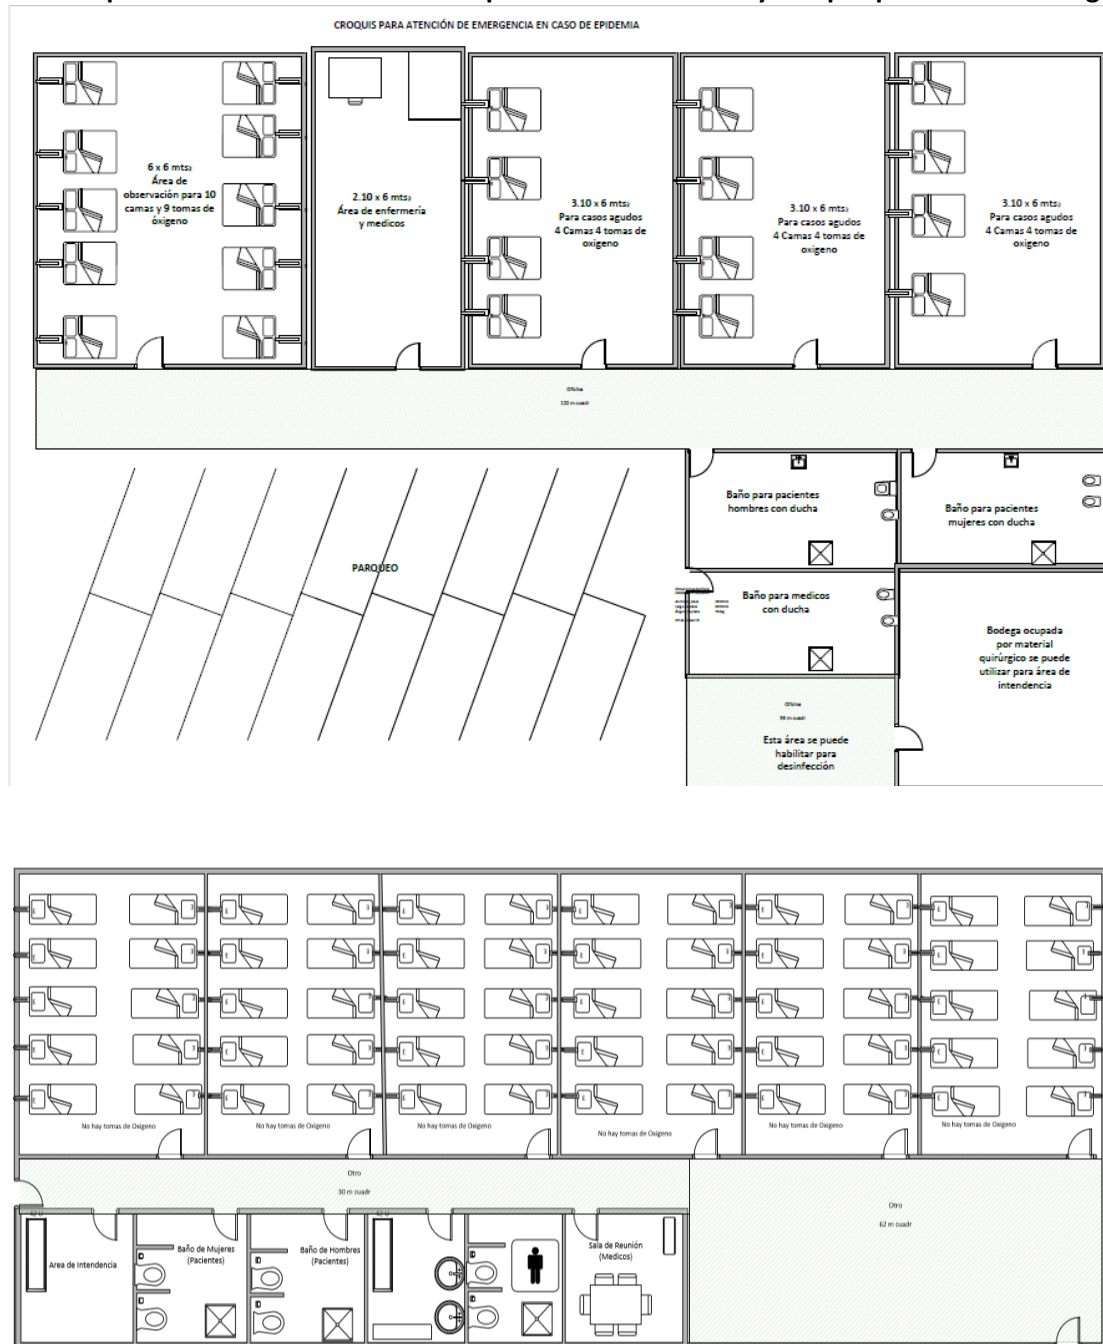 CROQUIS PARA ATENCIÓN DE EMERGENCIA EN CASO DE EPIDEMIA
6 x 6 mts2
Área de
observación para 10
camas y 9 tomas de
óxigeno
2.10 x 6 mts2
Área de enfermería
y medicos
3.10 x 6 mts2
Para casos agudos
4 Camas 4 tomas de
oxigeno
3.10 x 6 mts2
Para casos agudos
4 Camas 4 tomas de
oxigeno
3.10 x 6 mts2
Para casos agudos
4 Camas 4 tomas de
oxigeno
Oficina
m cuadr
Baño para pacientes
hombres con ducha
Baño para pacientes
mujeres con ducha
PARQUEO
Baño para medicos
con ducha
Bodega ocupada
por material
quirúrgico se puede
utilizar para área de
intendencia
Oficina
m cuadr
Esta área se puede
habilitar para
desinfección
No hay tomas de Oxigeno
No hay tomas de Oxigeno
No hay tomas de Oxigeno
No hay tomas de Oxigeno
No hay tomas de Oxigeno
No hay tomas de Oxigeno
Otro
30 m cuadr
Otro
62 m cuadr
Area de Intendencia
Baño de Mujeres
(Pacientes)
Baño de Hombres
(Pacientes)
Sala de Reunión
(Medicos)